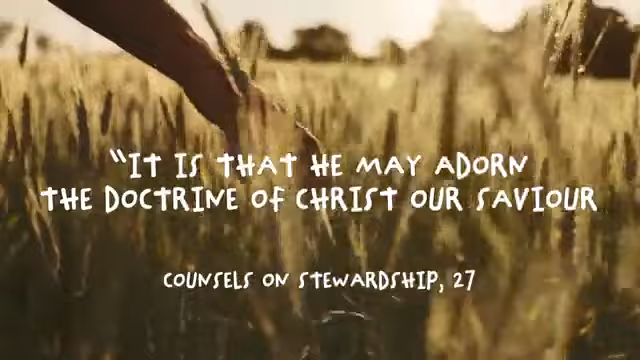 “IT IS THAT HE MAY ADORN
THE DOCTRINE OF CHRIST OUR SAVIOUR
COUNSELS ON STEWARDSHIP, 27